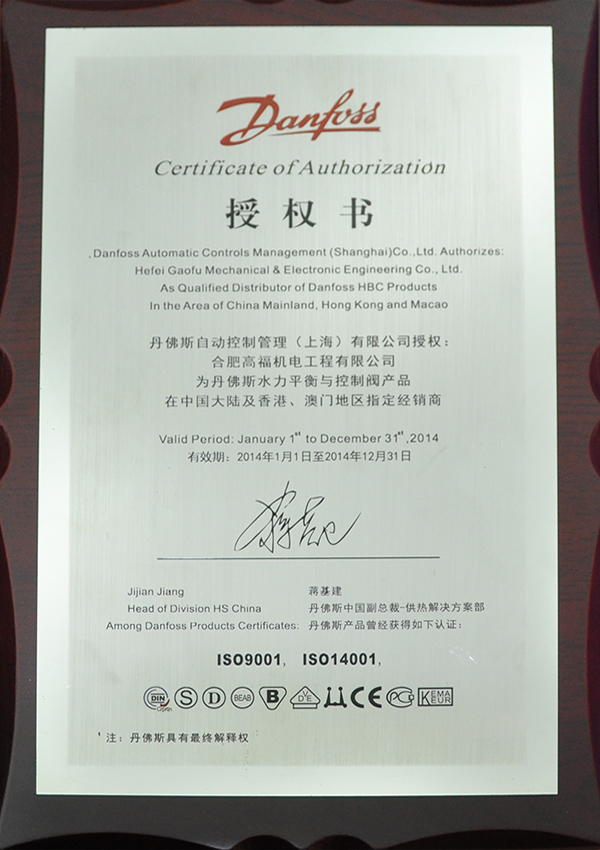 Danfoss
Certificate of Authorization
授权书
Danfoss Automatic Controls Management (Shanghai)Co.,Ltd. Authorizes:
Hefei Gaofu Mechanical & Electronic Engineering Co., Ltd.
As Qualified Distributor of Danfoss HBC Products
In the Area of China Mainland, Hong Kong and Macao
丹佛斯自动控制管理（上海）有限公司授权：
合肥高福机电工程有限公司
为丹佛斯水力平衡与控制阀产品
在中国大陆及香港、澳门地区指定经销商
Valid Period: January 1st to December 31st,2014
有效期：2014年1月1日至2014年12月31日
Jijian Jiang 蒋基建
Head of Division HS China 丹佛斯中国副总裁-供热解决方案部
Among Danfoss Products Certificates: 丹佛斯产品曾经获得如下认证：
ISO9001, ISO14001,
DIN S D BEAB B VDE CE PC KEMA KEUR
注：丹佛斯具有最终解释权